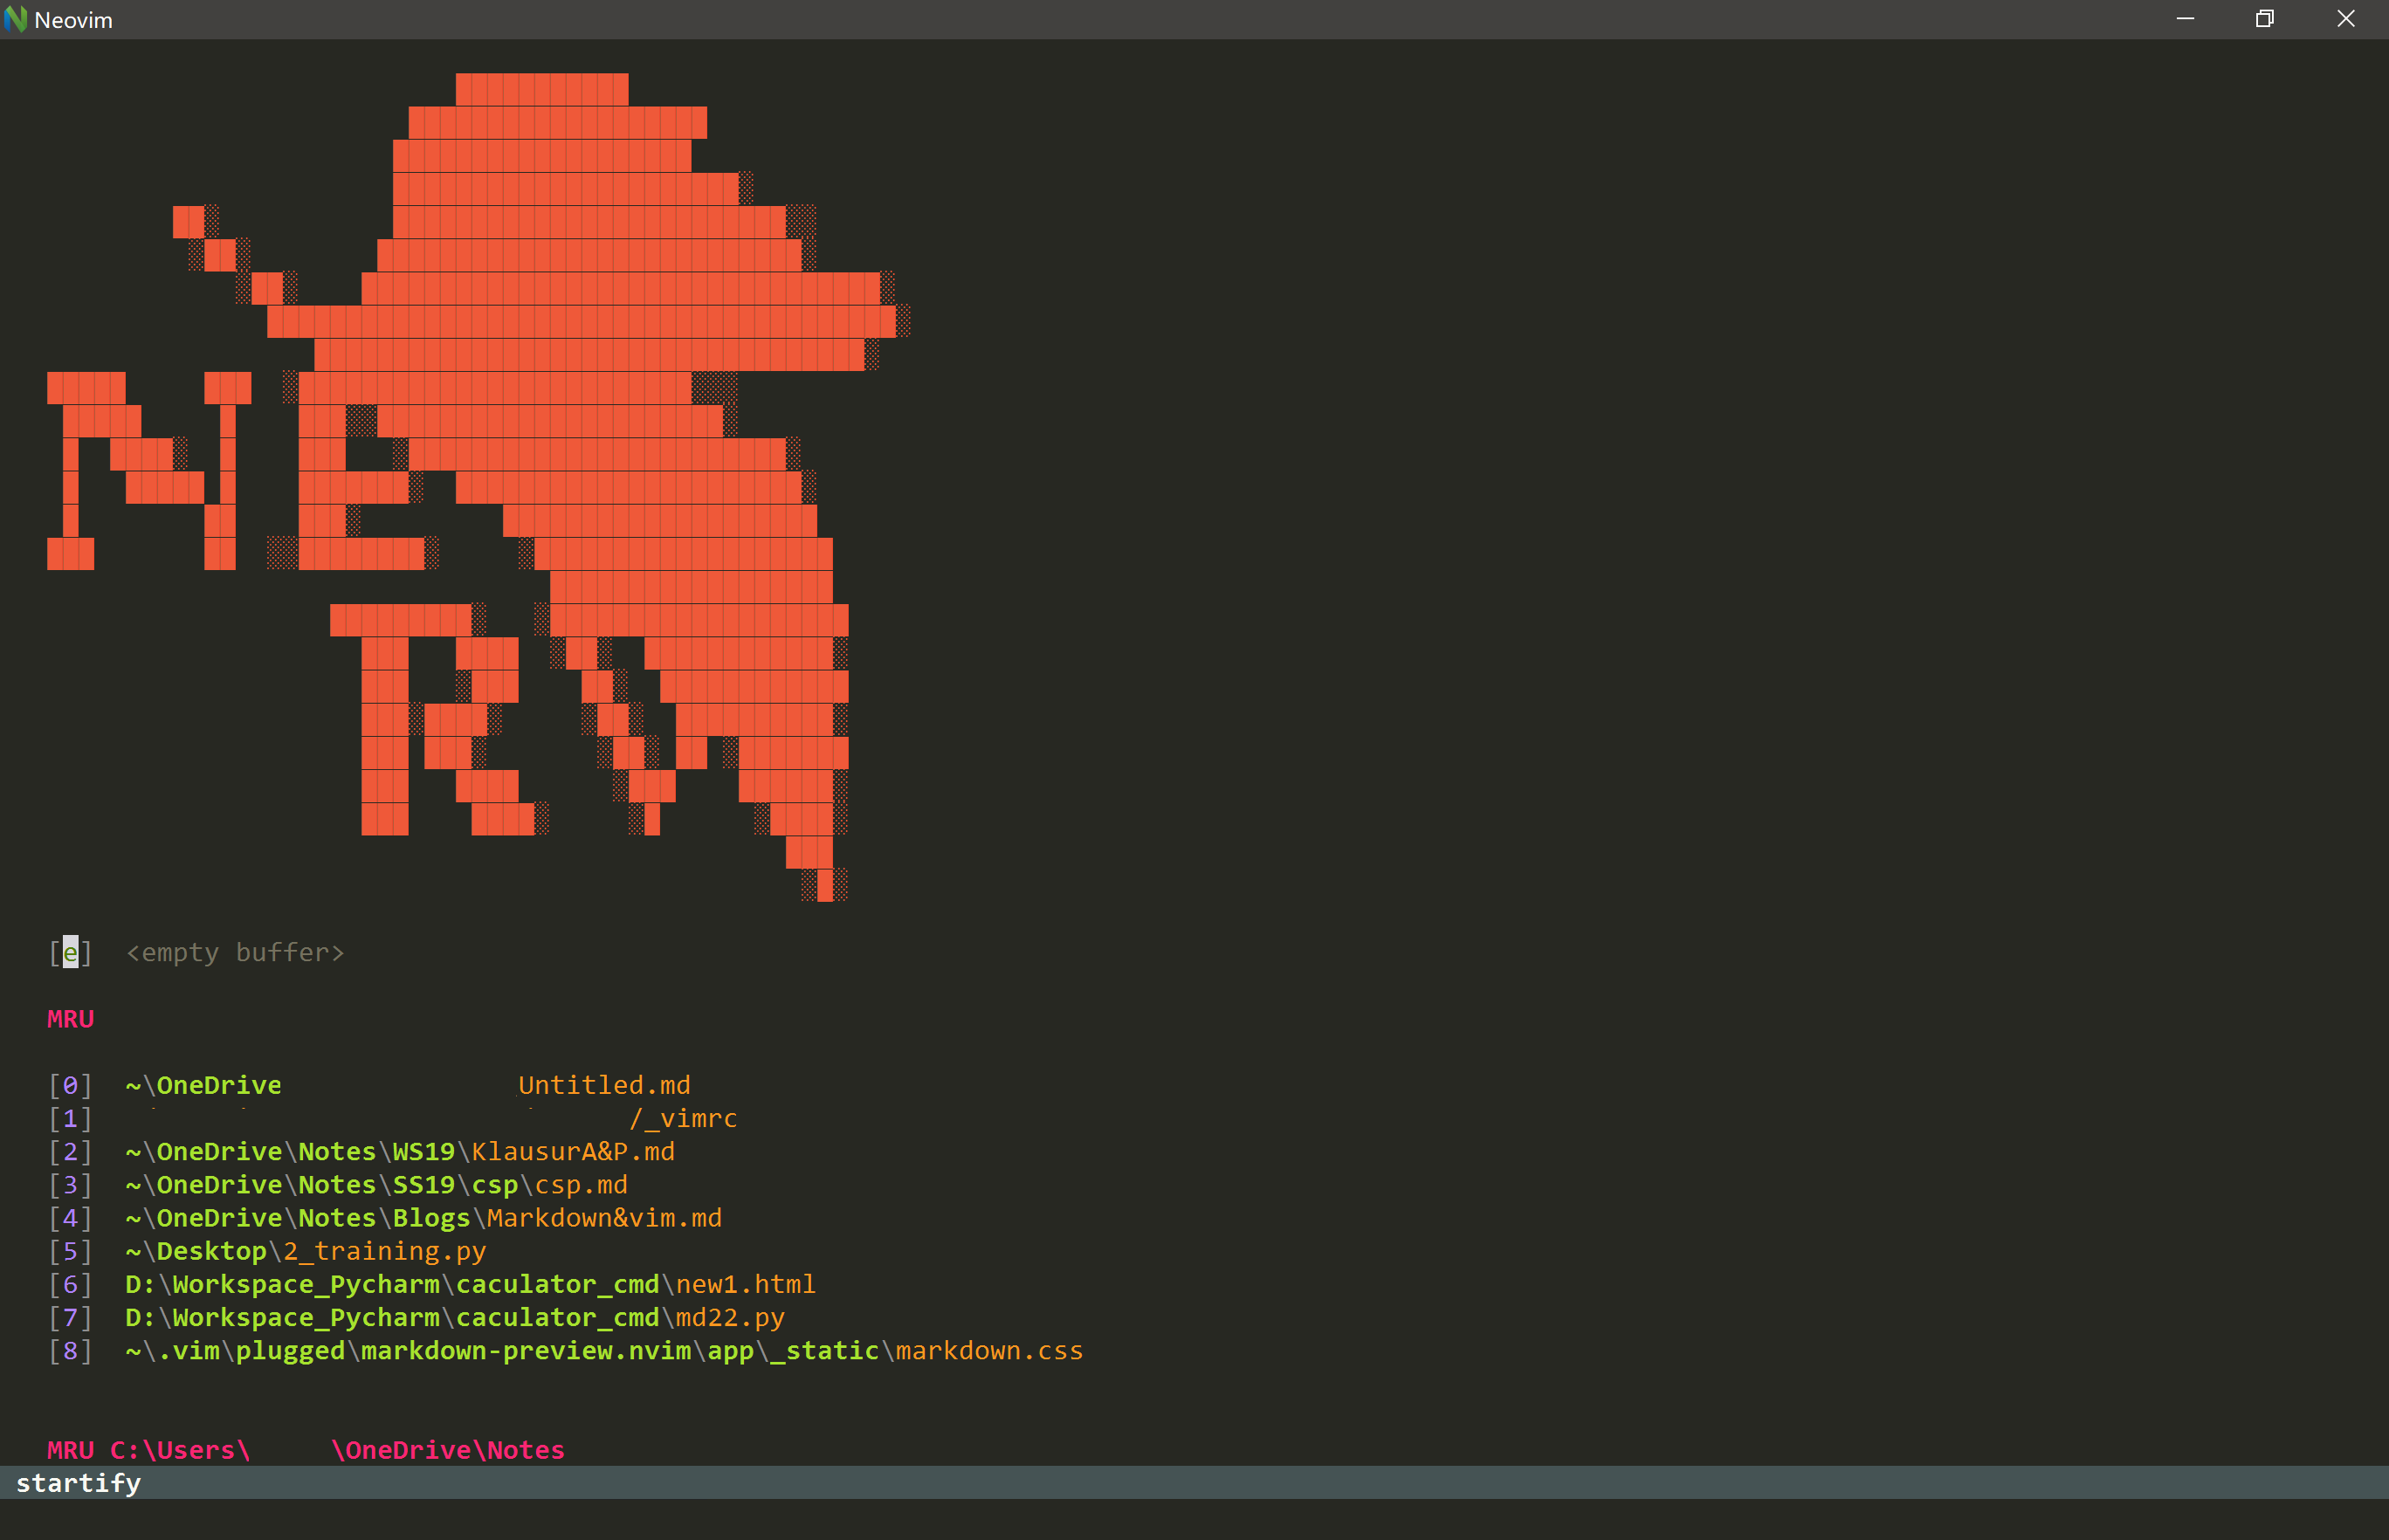 Neovim
NE
TR
[e] <empty buffer>
MRU
[0] ~\OneDrive Untitled.md
[1] /_vimrc
[2] ~\OneDrive\Notes\WS19\KlausurA&P.md
[3] ~\OneDrive\Notes\SS19\csp\csp.md
[4] ~\OneDrive\Notes\Blogs\Markdown&vim.md
[5] ~\Desktop\2_training.py
[6] D:\Workspace_Pycharm\caculator_cmd\new1.html
[7] D:\Workspace_Pycharm\caculator_cmd\md22.py
[8] ~\.vim\plugged\markdown-preview.nvim\app\_static\markdown.css
MRU C:\Users\ \OneDrive\Notes
startify